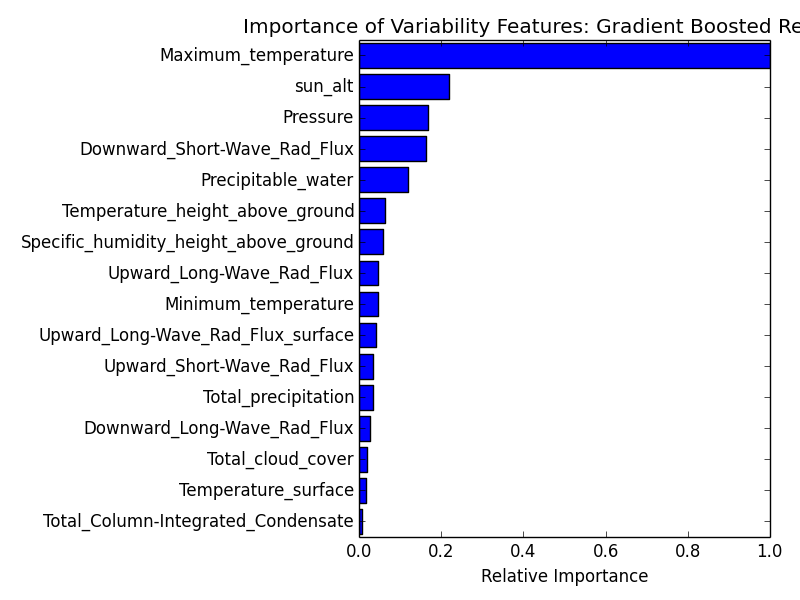 Importance of Variability Features: Gradient Boosted Re
Maximum_temperature
sun_alt
Pressure
Downward_Short-Wave_Rad_Flux
Precipitable_water
Temperature_height_above_ground
Specific_humidity_height_above_ground
Upward_Long-Wave_Rad_Flux
Minimum_temperature
Upward_Long-Wave_Rad_Flux_surface
Upward_Short-Wave_Rad_Flux
Total_precipitation
Downward_Long-Wave_Rad_Flux
Total_cloud_cover
Temperature_surface
Total_Column-Integrated_Condensate
0.0 0.2 0.4 0.6 0.8 1.0
Relative Importance